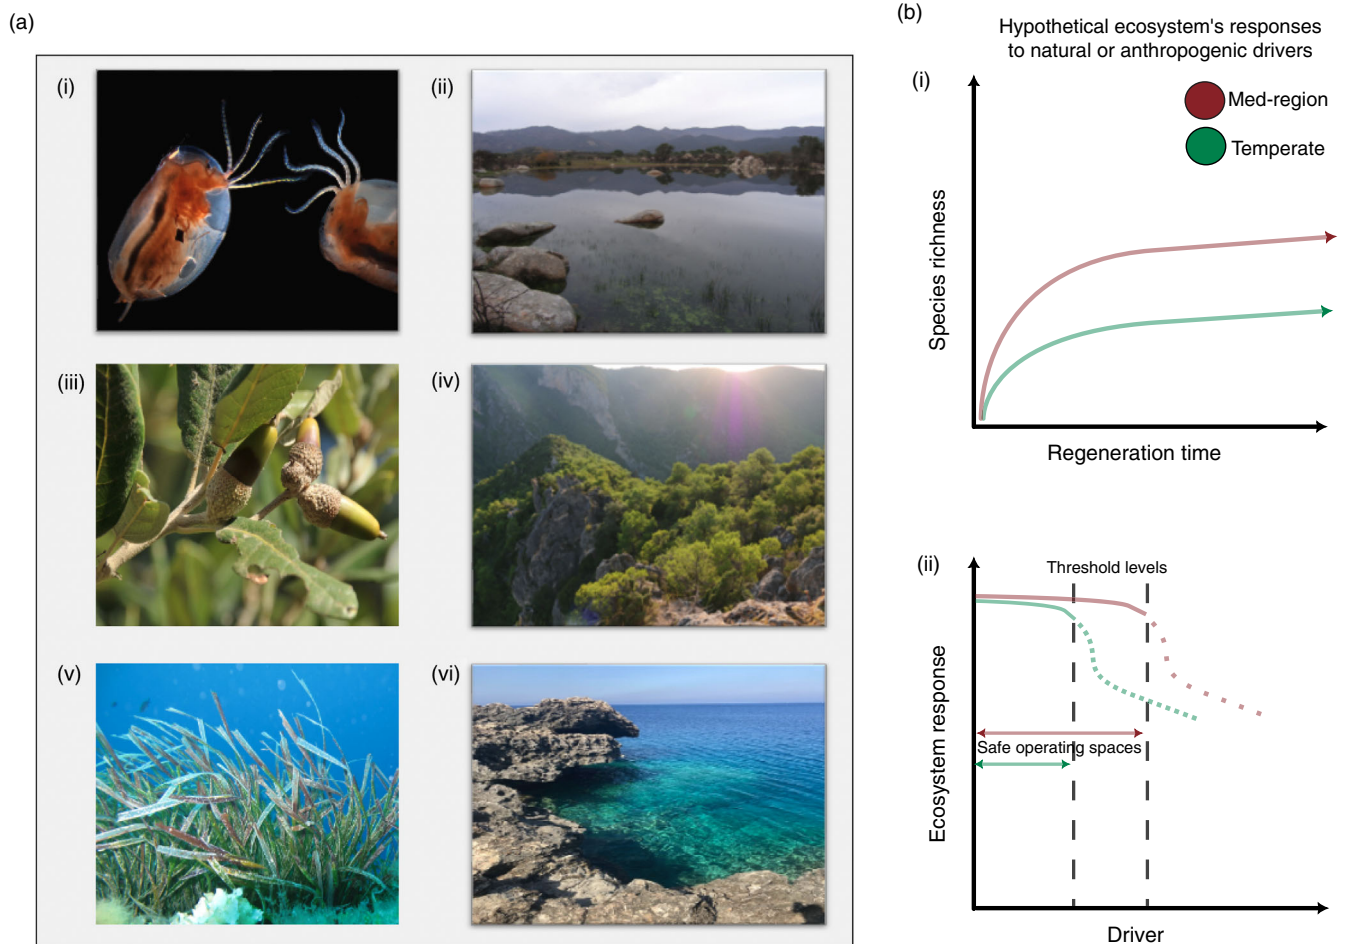 (a)
(i)
(ii)
(iii)
(iv)
(v)
(vi)
(b)
Hypothetical ecosystem's responses
to natural or anthropogenic drivers
(i)
Med-region
Temperate
Species richness
Regeneration time
(ii)
Threshold levels
Safe operating spaces
Ecosystem response
Driver